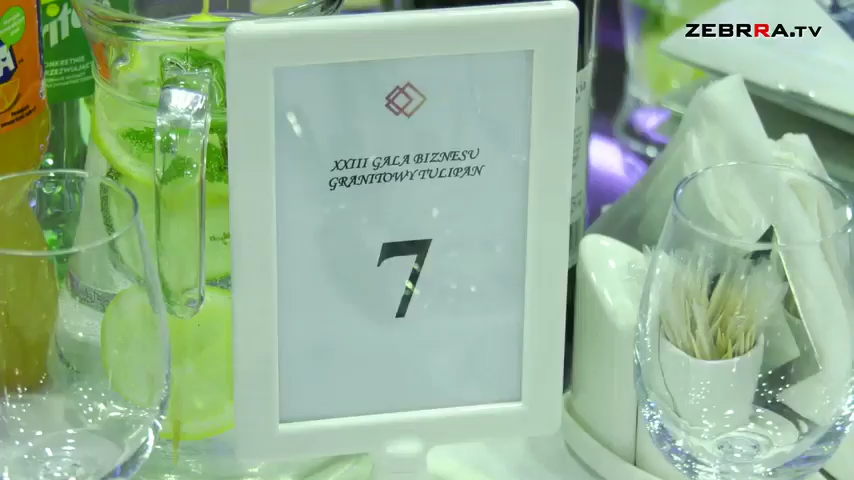 ZEBRRA.TV
XXIII GALA BIZNESU
GRANITOWY TULIPAN
7